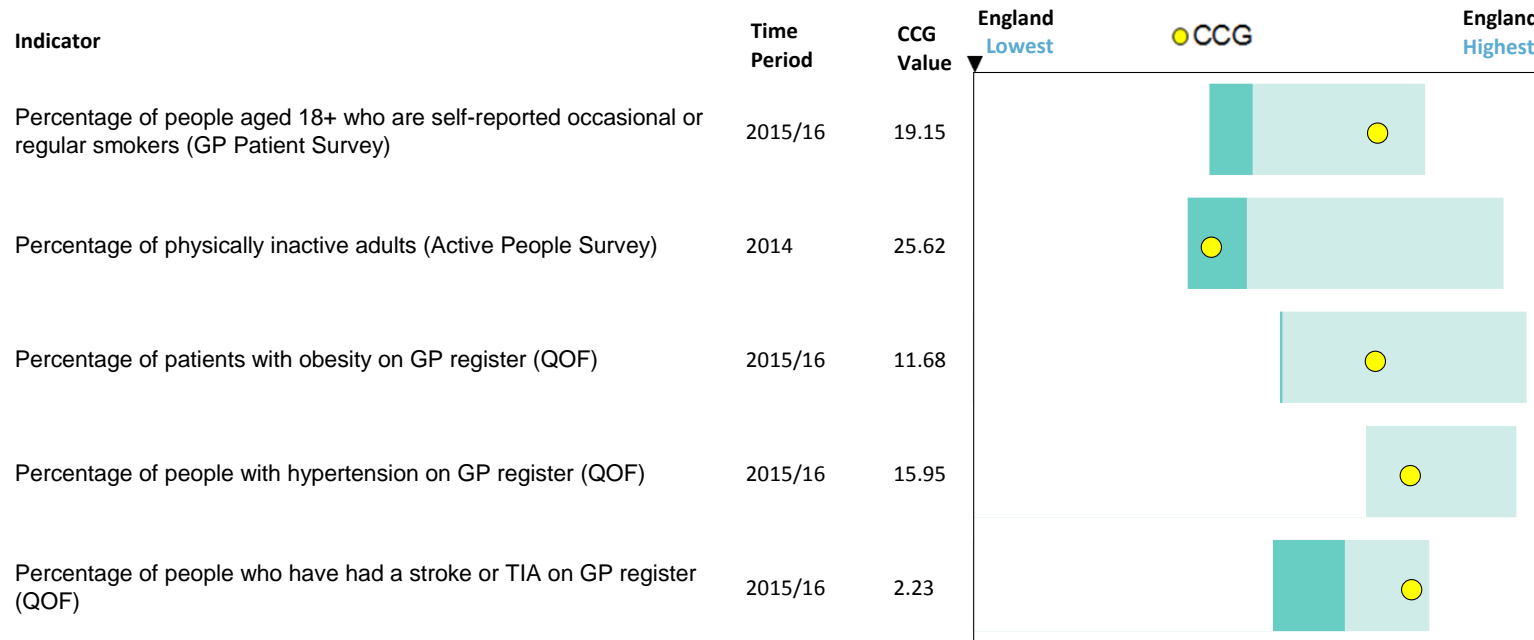 Indicator
Time Period
CCG Value
England Lowest
CCG
England Highest
Percentage of people aged 18+ who are self-reported occasional or
regular smokers (GP Patient Survey)
2015/16
19.15
Percentage of physically inactive adults (Active People Survey)
2014
25.62
Percentage of patients with obesity on GP register (QOF)
2015/16
11.68
Percentage of people with hypertension on GP register (QOF)
2015/16
15.95
Percentage of people who have had a stroke or TIA on GP register
(QOF)
2015/16
2.23